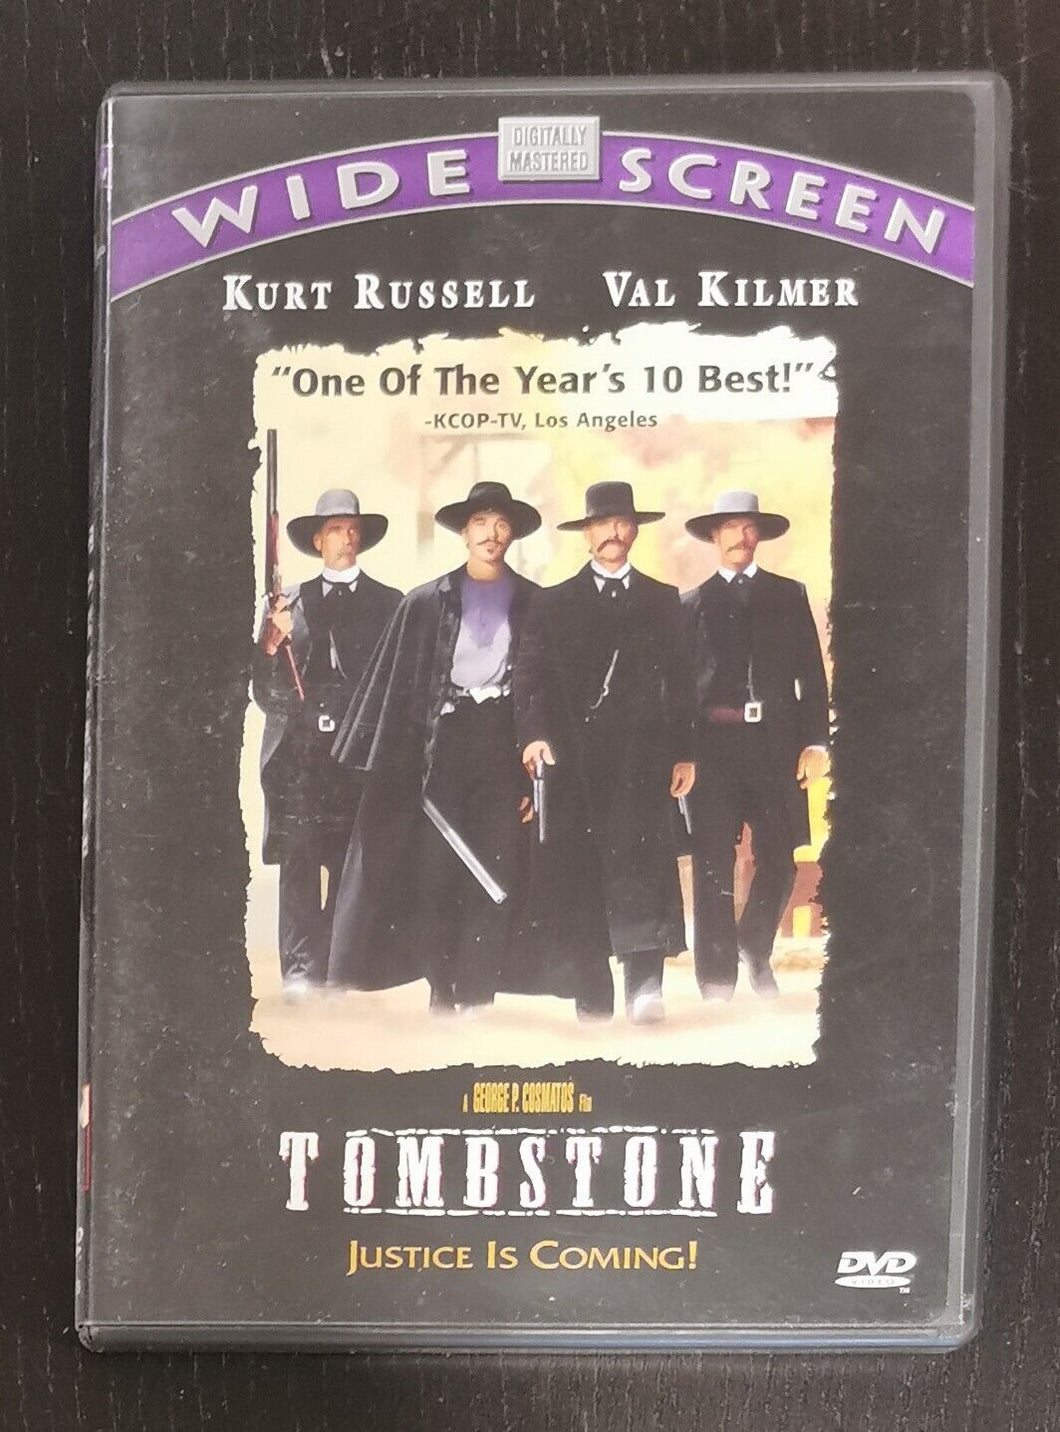 DIGITALLY
MASTERED
WIDE SCREEN
KURT RUSSELL VAL KILMER
"One Of The Year's 10 Best!"
-KCOP-TV, Los Angeles
A GEORGE P. COSMATOS Film
TOMBSTONE
JUSTICE IS COMING!
DVD
VIDEO
TM